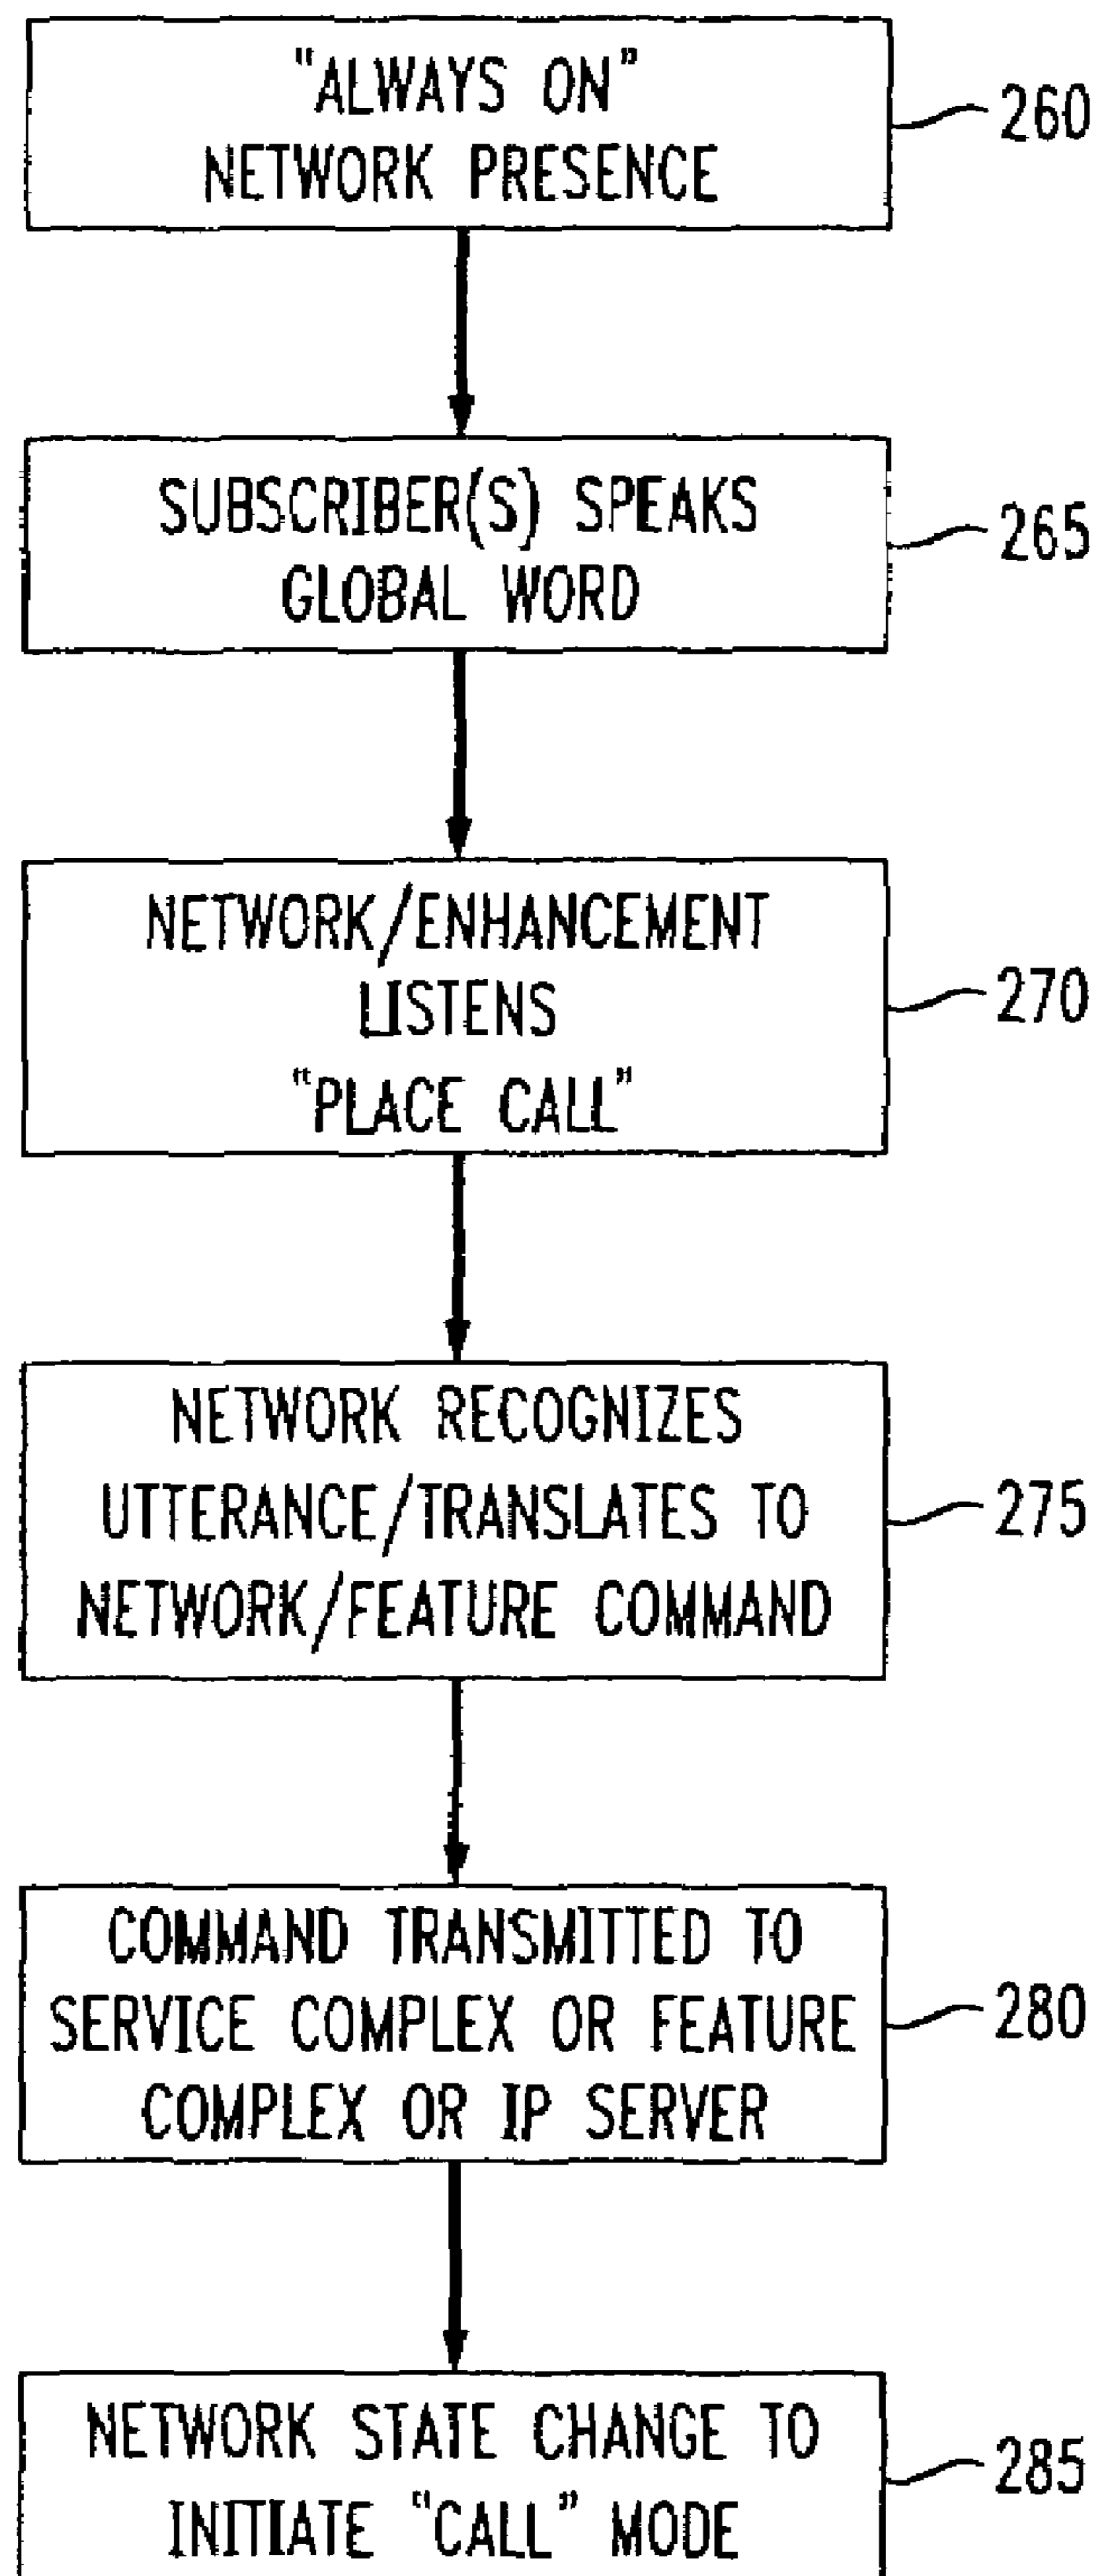 "ALWAYS ON"
NETWORK PRESENCE
260
SUBSCRIBER(S) SPEAKS
GLOBAL WORD
265
NETWORK/ENHANCEMENT
LISTENS
"PLACE CALL"
270
NETWORK RECOGNIZES
UTTERANCE/TRANSLATES TO
NETWORK/FEATURE COMMAND
275
COMMAND TRANSMITTED TO
SERVICE COMPLEX OR FEATURE
COMPLEX OR IP SERVER
280
NETWORK STATE CHANGE TO
INITIATE "CALL" MODE
285